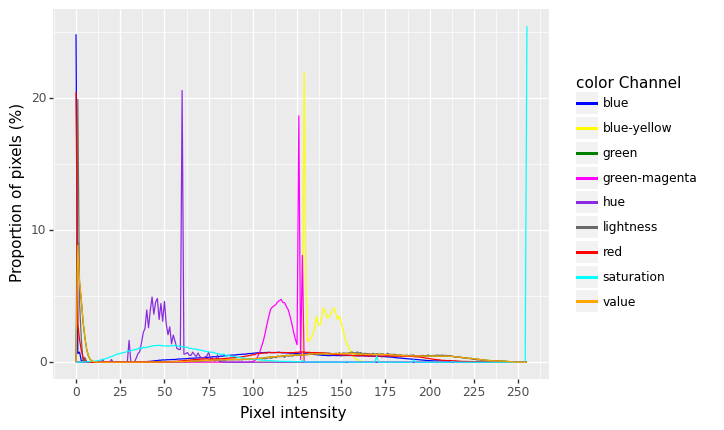 Proportion of pixels (%)
20
10
0
0 25 50 75 100 125 150 175 200 225 250
Pixel intensity
color Channel
blue
blue-yellow
green
green-magenta
hue
lightness
red
saturation
value